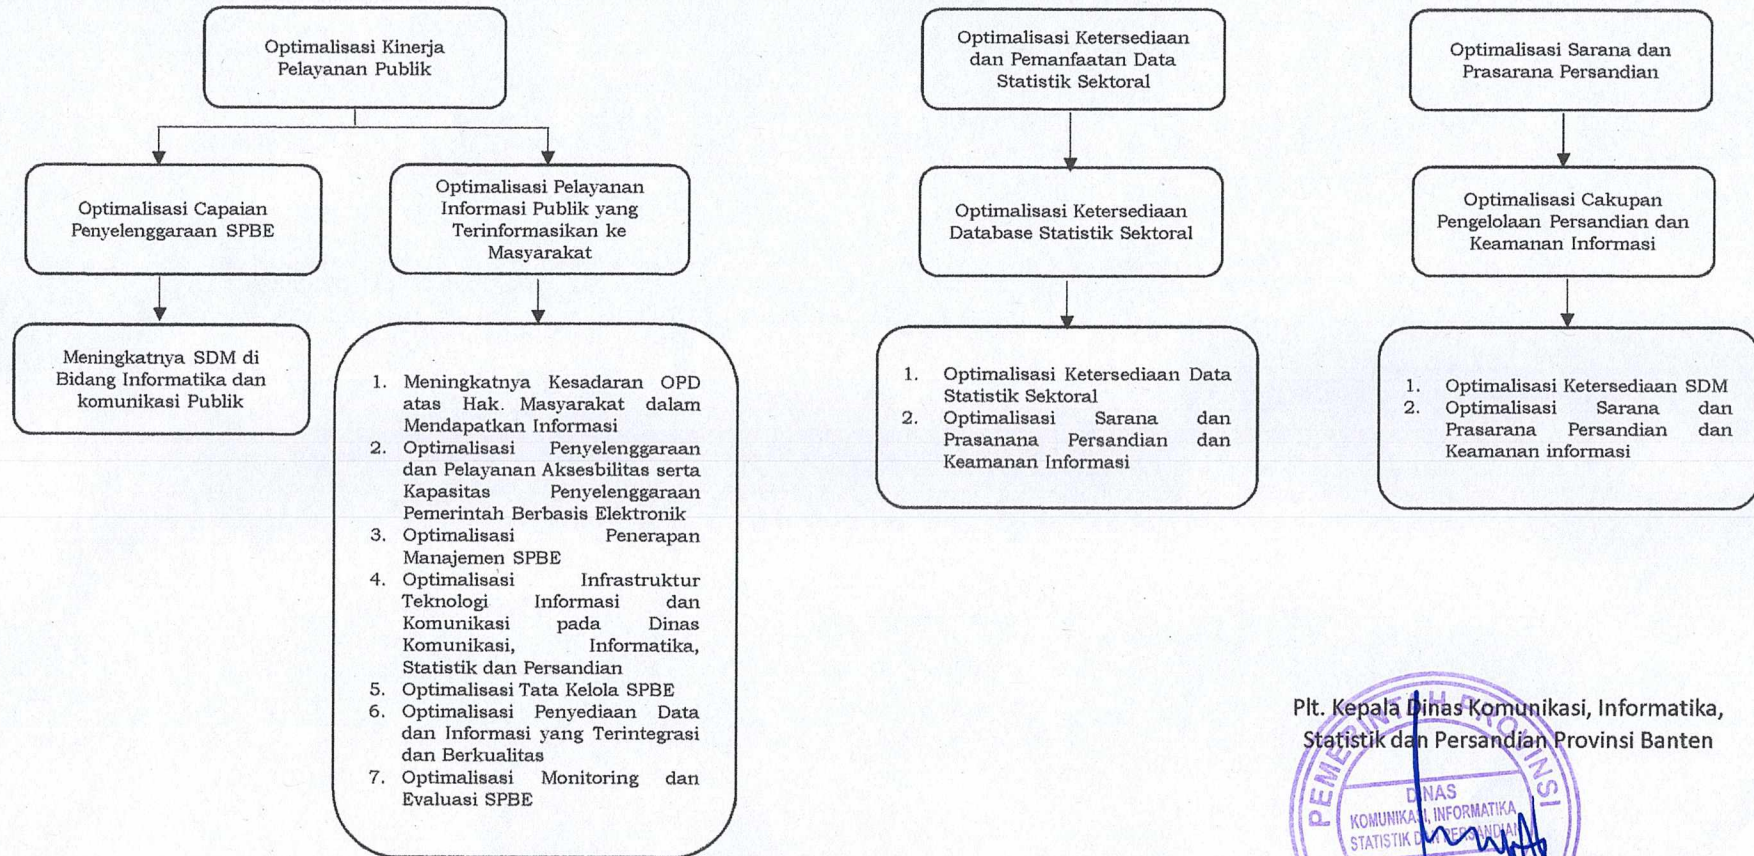 Optimalisasi Kinerja
Pelayanan Publik
Optimalisasi Ketersediaan
dan Pemanfaatan Data
Statistik Sektoral
Optimalisasi Sarana dan
Prasarana Persandian
Optimalisasi Capaian
Penyelenggaraan SPBE
Optimalisasi Pelayanan
Informasi Publik yang
Terinformasikan ke
Masyarakat
Optimalisasi Ketersediaan
Database Statistik Sektoral
Optimalisasi Cakupan
Pengelolaan Persandian dan
Keamanan Informasi
Meningkatnya SDM di
Bidang Informatika dan
komunikasi Publik
1. Meningkatnya Kesadaran OPD
atas Hak. Masyarakat dalam
Mendapatkan Informasi
2. Optimalisasi Penyelenggaraan
dan Pelayanan Aksesbilitas serta
Kapasitas Penyelenggaraan
Pemerintah Berbasis Elektronik
3. Optimalisasi Penerapan
Manajemen SPBE
4. Optimalisasi Infrastruktur
Teknologi Informasi dan
Komunikasi pada Dinas
Komunikasi, Informatika,
Statistik dan Persandian
5. Optimalisasi Tata Kelola SPBE
6. Optimalisasi Penyediaan Data
dan Informasi yang Terintegrasi
dan Berkualitas
7. Optimalisasi Monitoring dan
Evaluasi SPBE
1. Optimalisasi Ketersediaan Data
Statistik Sektoral
2. Optimalisasi Sarana dan
Prasanana Persandian dan
Keamanan Informasi
1. Optimalisasi Ketersediaan SDM
2. Optimalisasi Sarana dan
Prasarana Persandian dan
Keamanan informasi
Plt. Kepala Dinas Komunikasi, Informatika,
Statistik dan Persandian Provinsi Banten
PEMERINTAH PROVINSI
DINAS
KOMUNIKASI, INFORMATIKA
STATISTIK DAN PERSANDIAN